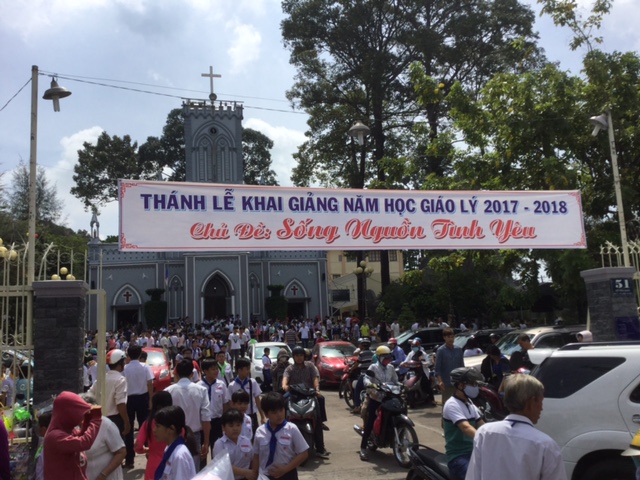 THÁNH LỄ KHAI GIẢNG NĂM HỌC GIÁO LÝ 2017 - 2018
Chủ Đề: Sống Nguồn Tình Yêu
51